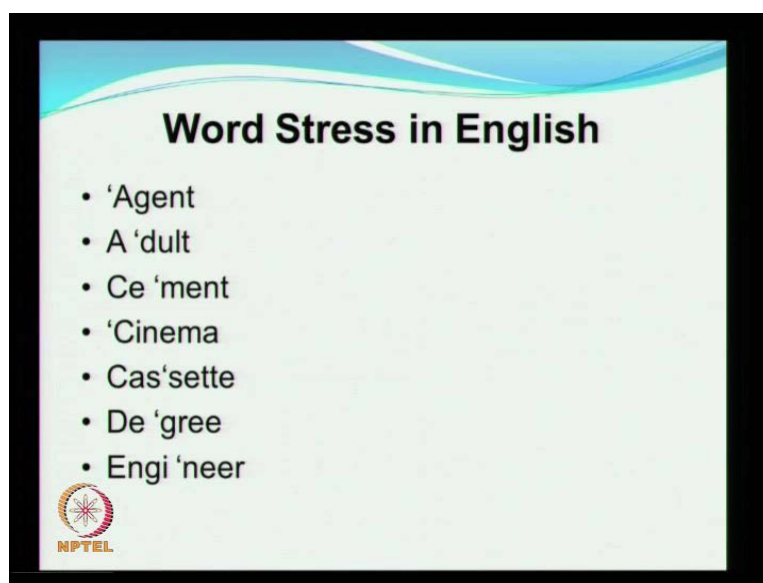 Word Stress in English
• ‘Agent
• A ‘dult
• Ce ‘ment
• ‘Cinema
• Cas‘sette
• De ‘gree
• Engi ‘neer
NPTEL